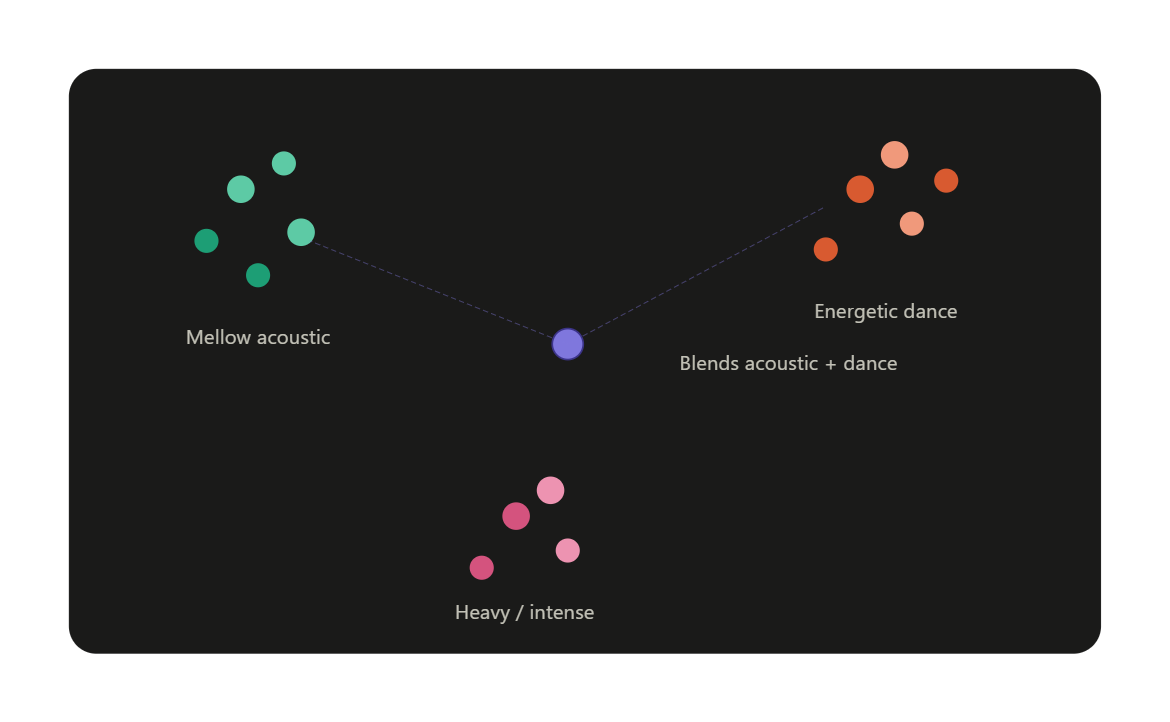 Energetic dance
Mellow acoustic
Blends acoustic + dance
Heavy / intense